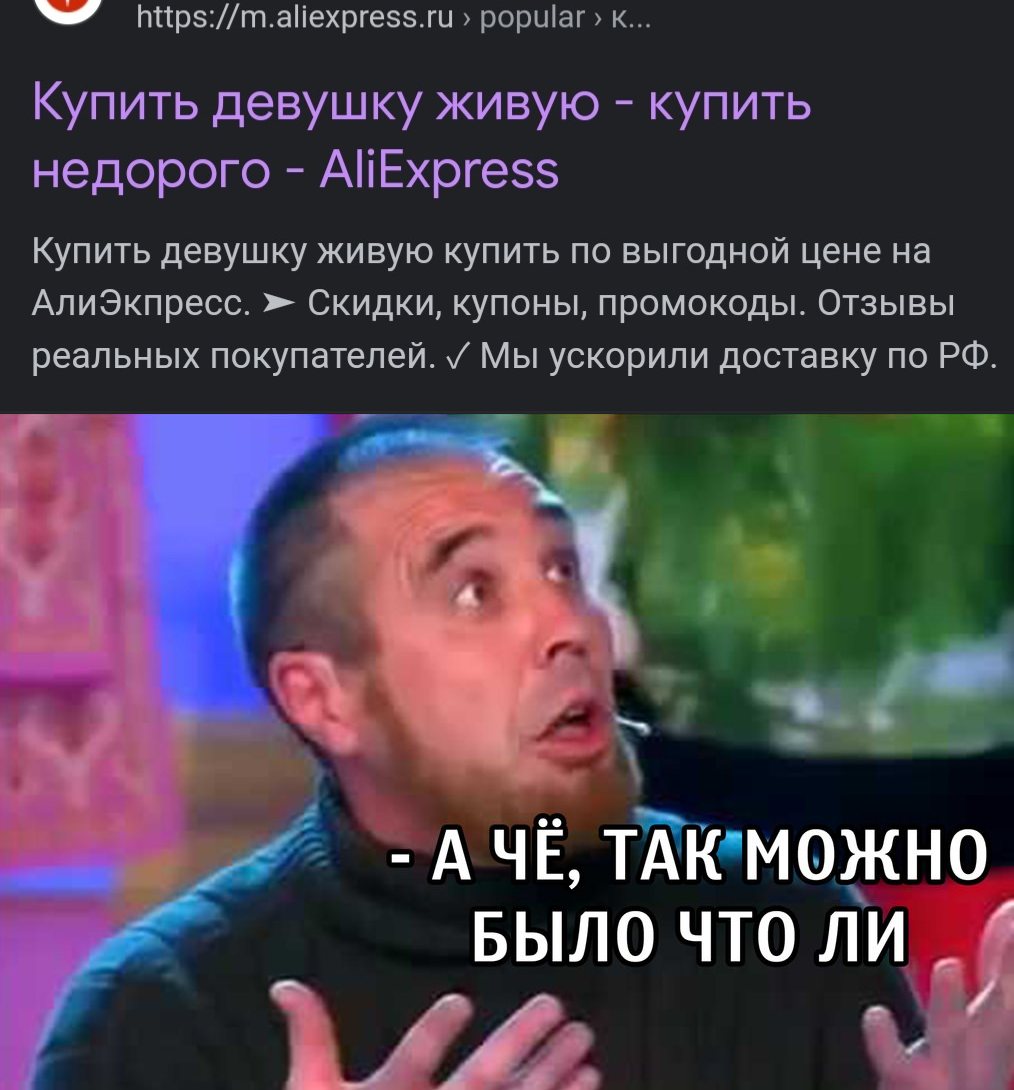 https://m.aliexpress.ru › popular › к...
Купить девушку живую - купить
недорого - AliExpress
Купить девушку живую купить по выгодной цене на
АлиЭкпресс. ➤ Скидки, купоны, промокоды. Отзывы
реальных покупателей. ✓ Мы ускорили доставку по РФ.
- А ЧЁ, ТАК МОЖНО
БЫЛО ЧТО ЛИ